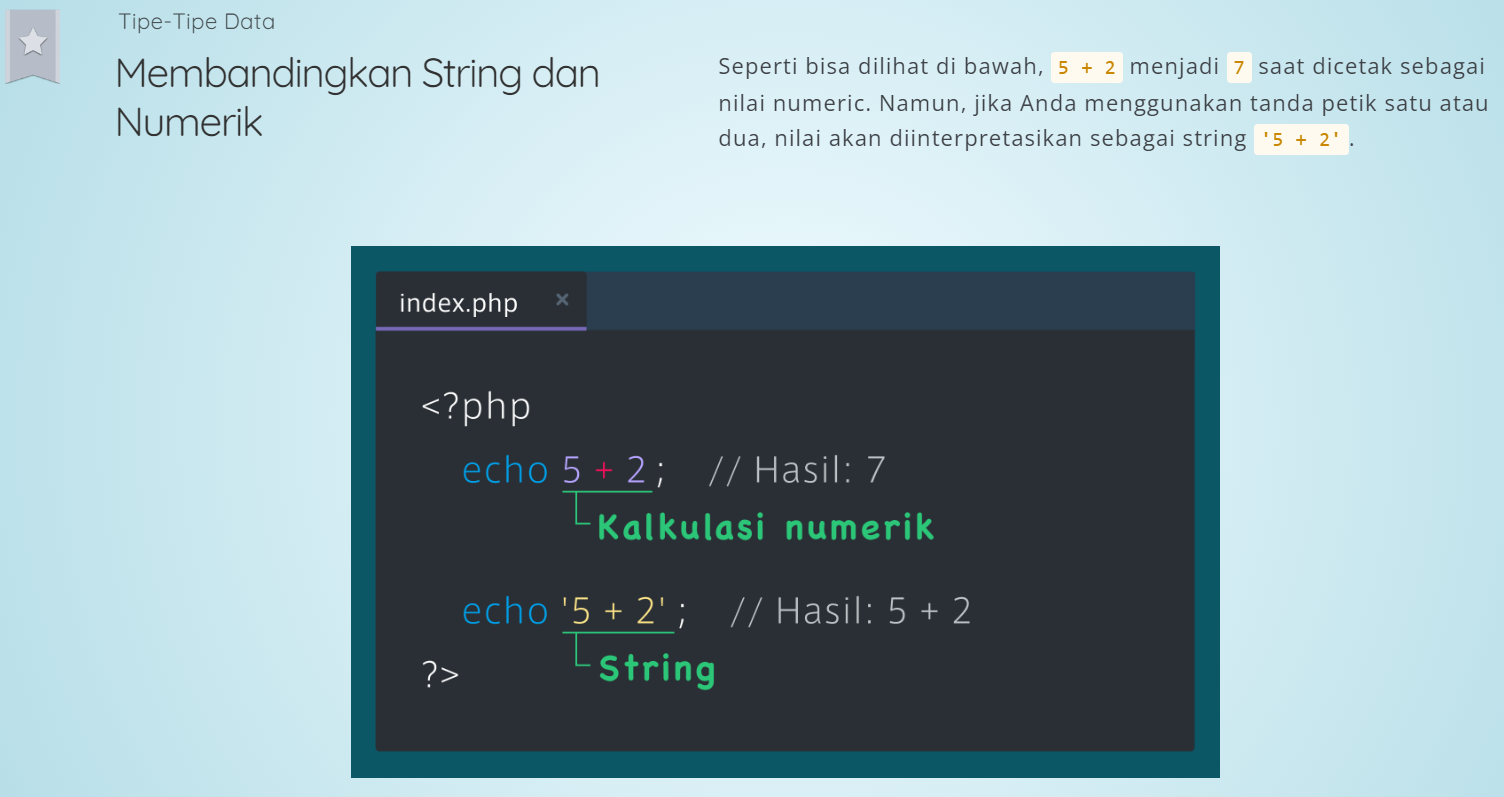 Tipe-Tipe Data
Membandingkan String dan
Numerik
Seperti bisa dilihat di bawah, 5 + 2 menjadi 7 saat dicetak sebagai
nilai numeric. Namun, jika Anda menggunakan tanda petik satu atau
dua, nilai akan diinterpretasikan sebagai string '5 + 2'.
index.php ×
<?php
echo 5 + 2; // Hasil: 7
Kalkulasi numerik
echo '5 + 2'; // Hasil: 5 + 2
String
?>